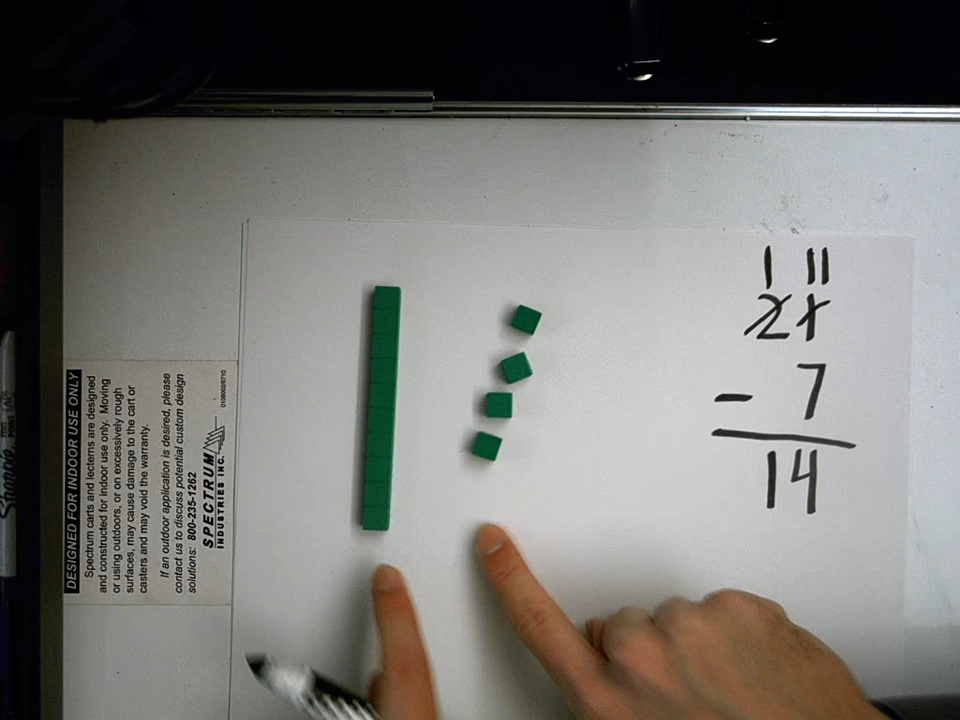 1 11
21
- 7
14
DESIGNED FOR INDOOR USE ONLY
Spectrum carts and lecterns are designed
and constructed for indoor use only. Moving
or using outdoors, or on excessively rough
surfaces, may cause damage to the cart or
casters and may void the warranty.
If an outdoor application is desired, please
contact us to discuss potential custom design
solutions: 800-235-1262
SPECTRUM
INDUSTRIES INC.
Sharpie